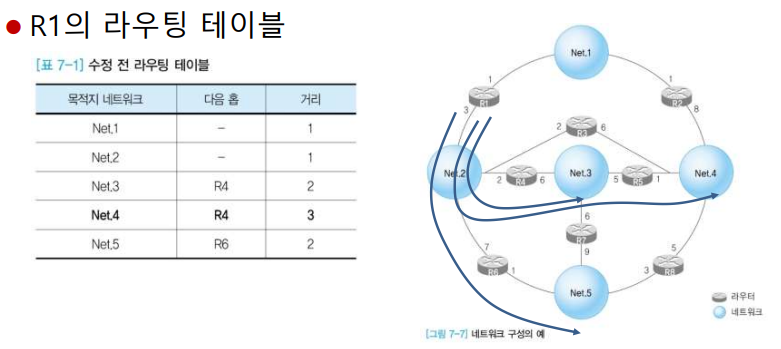 R1의 라우팅 테이블
[표 7-1] 수정 전 라우팅 테이블
목적지 네트워크 다음 홉 거리
Net.1 – 1
Net.2 – 1
Net.3 R4 2
Net.4 R4 3
Net.5 R6 2
Net.1
1 1
R1 R2
3 8
2 R3 6
Net.2 2 R4 6 Net.3 5 R5 1 Net.4
6
R7
9
7 5
R6 R8
1 3
Net.5
라우터
네트워크
[그림 7-7] 네트워크 구성의 예